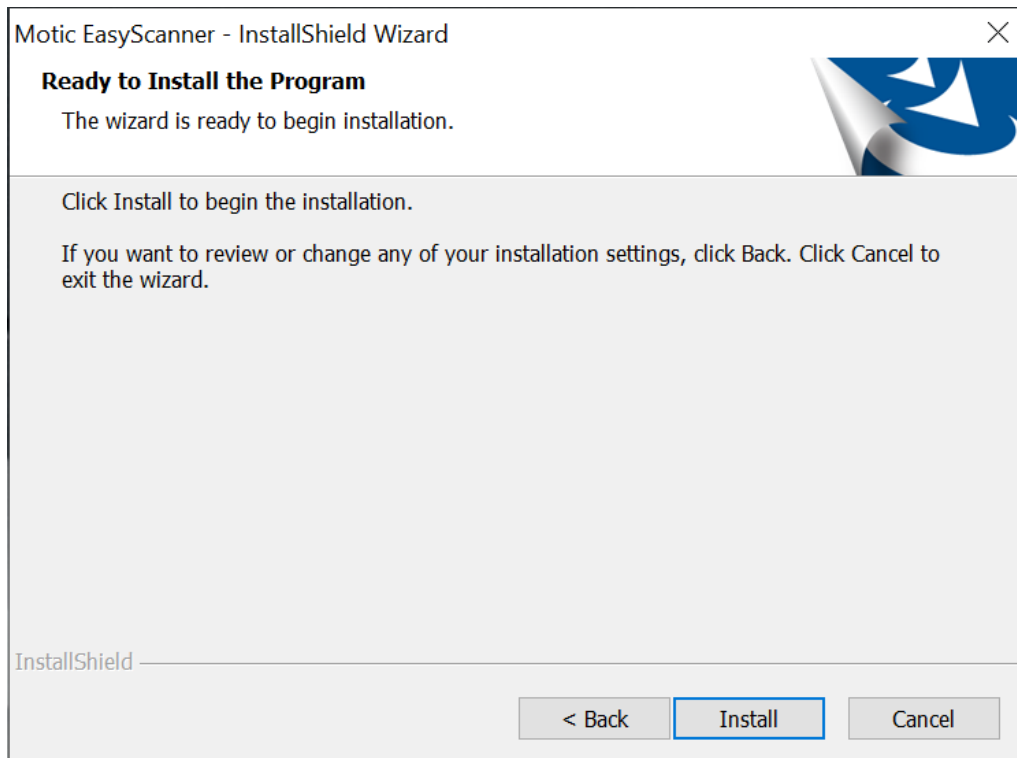 Motic EasyScanner - InstallShield Wizard
Ready to Install the Program
The wizard is ready to begin installation.
Click Install to begin the installation.
If you want to review or change any of your installation settings, click Back. Click Cancel to
exit the wizard.
InstallShield
< Back
Install
Cancel